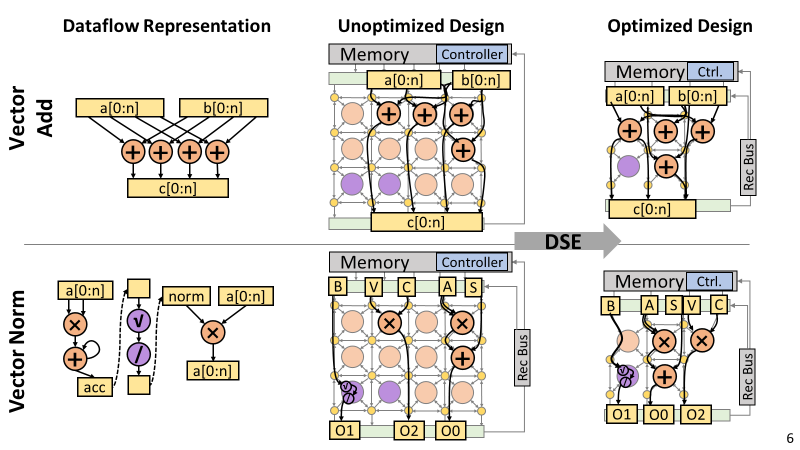 Dataflow Representation
Unoptimized Design
Optimized Design
Vector
Add
a[0:n]
b[0:n]
+
+
+
+
c[0:n]
Memory
Controller
a[0:n]
b[0:n]
+
+
+
+
c[0:n]
Memory
Ctrl.
a[0:n]
b[0:n]
+
+
+
+
c[0:n]
Rec Bus
DSE
Vector Norm
a[0:n]
×
+
acc
√
/
norm
a[0:n]
×
a[0:n]
Memory
Controller
B
V
C
A
S
×
×
+
√
/
O1
O2
O0
Rec Bus
Memory
Ctrl.
B
A
S
V
C
×
×
+
√
/
O1
O0
O2
Rec Bus
6